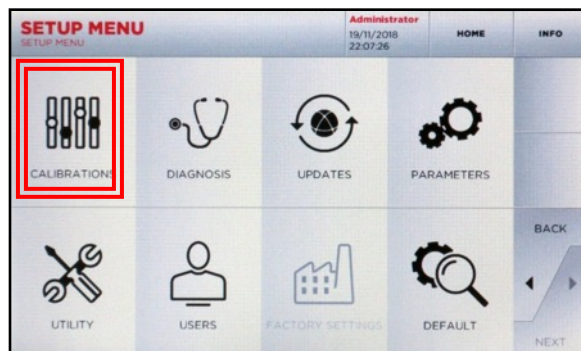 SETUP MENU
SETUP MENU
Administrator
19/11/2018
22:07:26
HOME
INFO
CALIBRATIONS
DIAGNOSIS
UPDATES
PARAMETERS
BACK
UTILITY
USERS
FACTORY SETTINGS
DEFAULT
NEXT